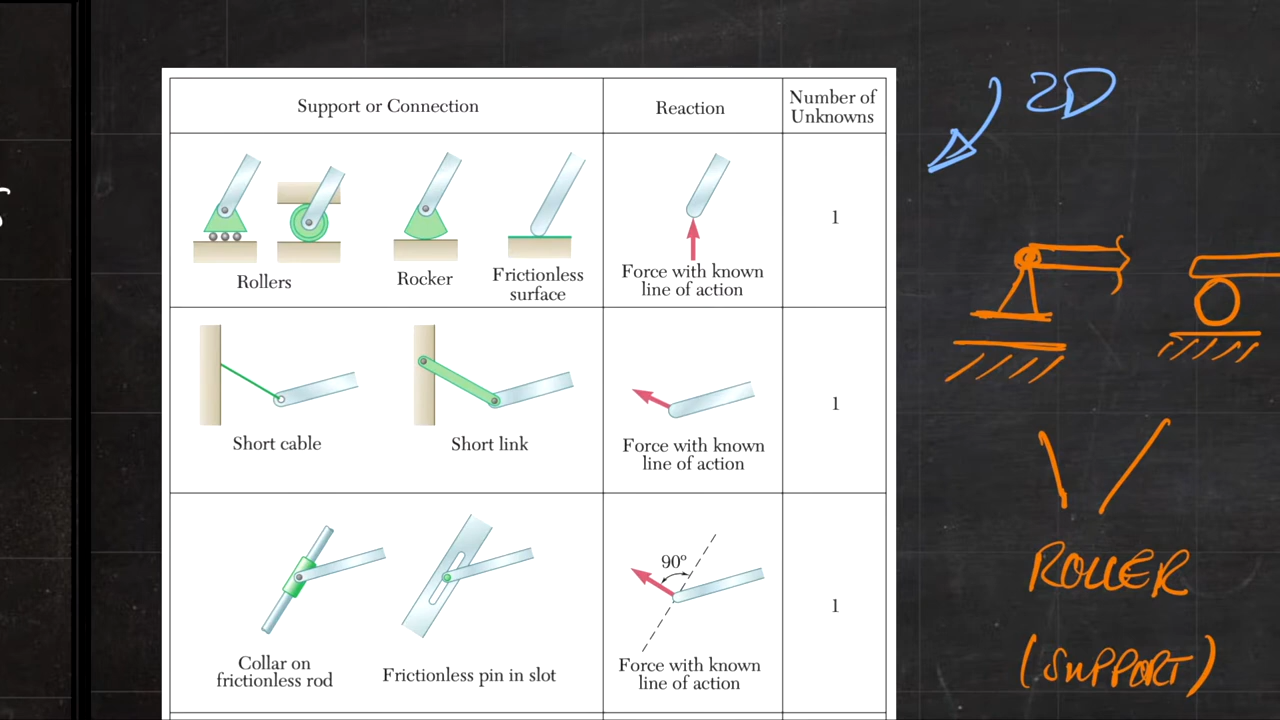 Support or Connection
Reaction
Number of
Unknowns
Rollers
Rocker
Frictionless
surface
Force with known
line of action
1
Short cable
Short link
Force with known
line of action
1
90º
Collar on
frictionless rod
Frictionless pin in slot
Force with known
line of action
1
2D
ROLLER
(SUPPORT)